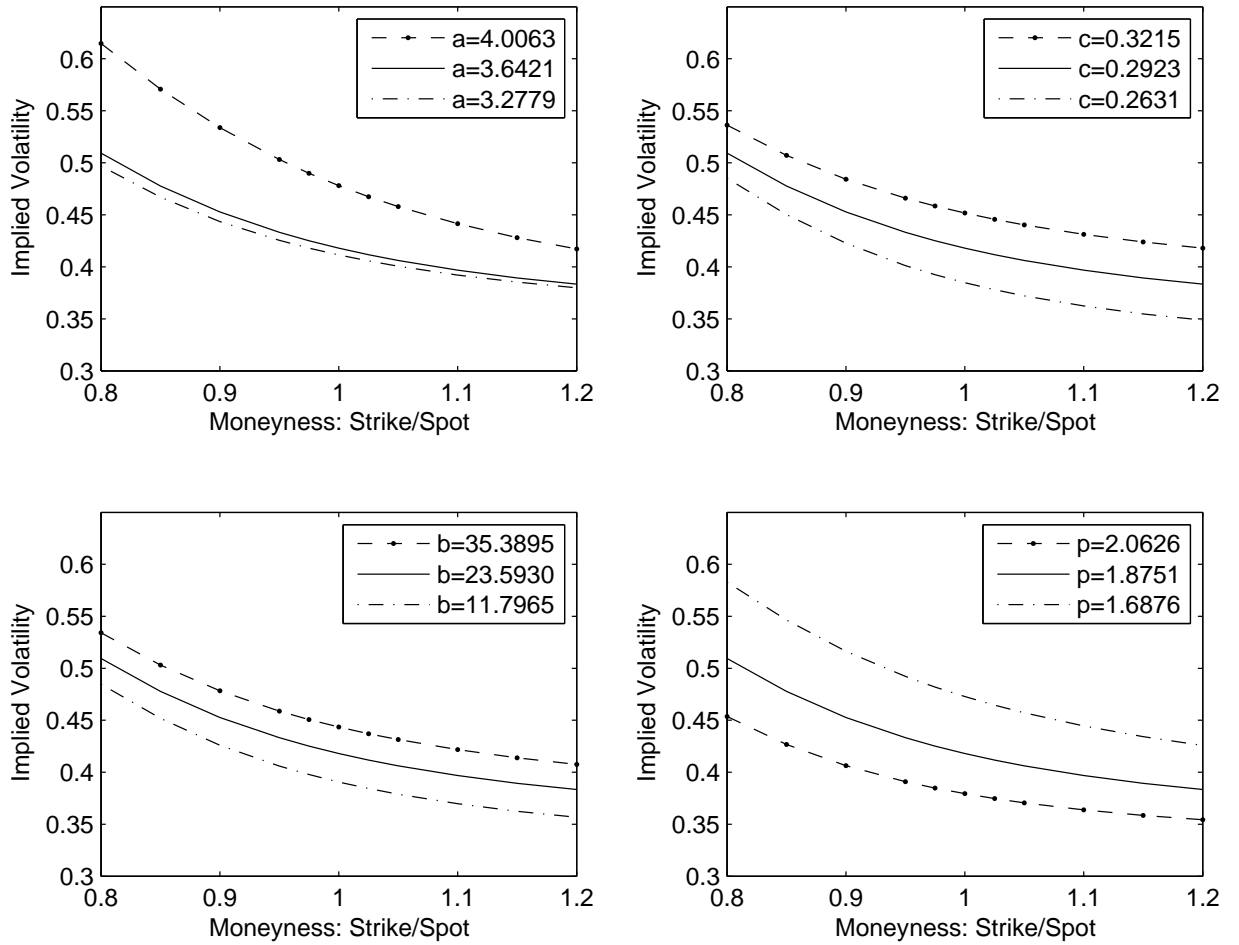 a=4.0063
a=3.6421
a=3.2779
0.6
0.55
0.5
0.45
0.4
0.35
0.3
Implied Volatility
0.8 0.9 1 1.1 1.2
Moneyness: Strike/Spot
c=0.3215
c=0.2923
c=0.2631
0.6
0.55
0.5
0.45
0.4
0.35
0.3
Implied Volatility
0.8 0.9 1 1.1 1.2
Moneyness: Strike/Spot
b=35.3895
b=23.5930
b=11.7965
0.6
0.55
0.5
0.45
0.4
0.35
0.3
Implied Volatility
0.8 0.9 1 1.1 1.2
Moneyness: Strike/Spot
p=2.0626
p=1.8751
p=1.6876
0.6
0.55
0.5
0.45
0.4
0.35
0.3
Implied Volatility
0.8 0.9 1 1.1 1.2
Moneyness: Strike/Spot